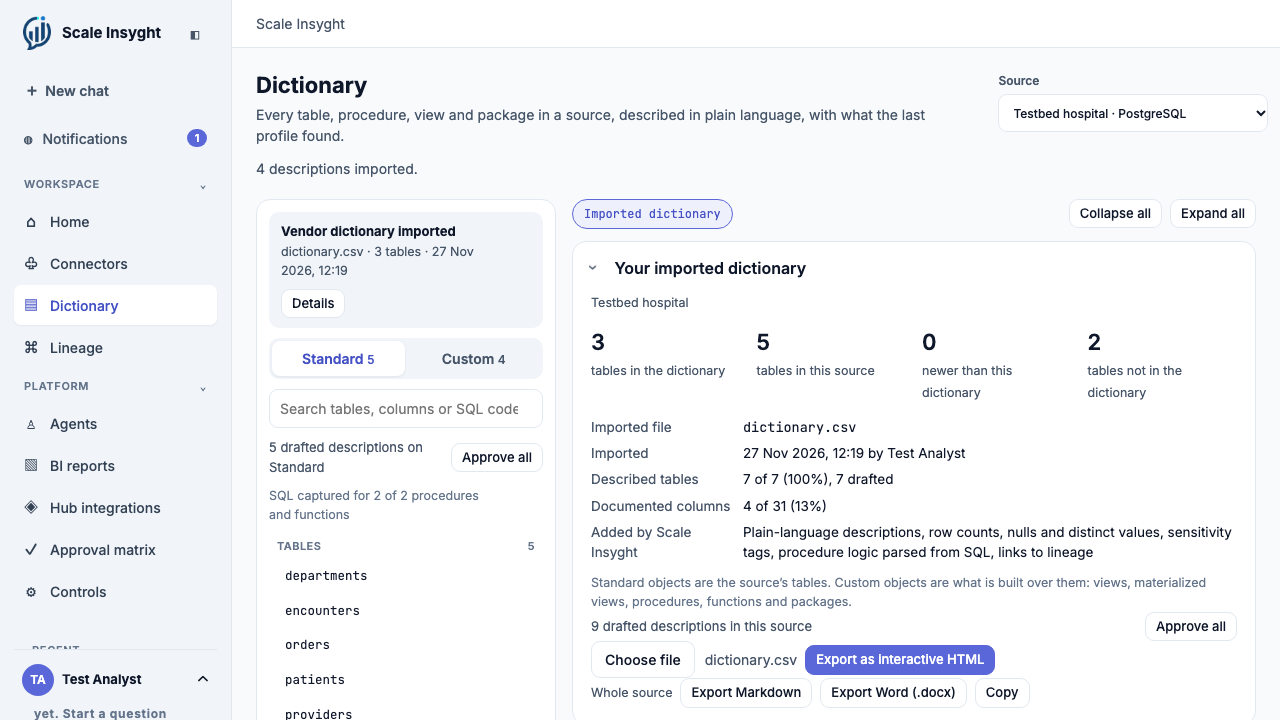 Scale Insyght
+ New chat
Notifications 1
WORKSPACE
Home
Connectors
Dictionary
Lineage
PLATFORM
Agents
BI reports
Hub integrations
Approval matrix
Controls
TA Test Analyst
yet. Start a question
Scale Insyght
Dictionary
Every table, procedure, view and package in a source, described in plain language, with what the last
profile found.
4 descriptions imported.
Source
Testbed hospital · PostgreSQL
Vendor dictionary imported
dictionary.csv · 3 tables · 27 Nov
2026, 12:19
Details
Standard 5 Custom 4
Search tables, columns or SQL code
5 drafted descriptions on
Standard
Approve all
SQL captured for 2 of 2 procedures
and functions
TABLES 5
departments
encounters
orders
patients
providers
Imported dictionary
Collapse all Expand all
Your imported dictionary
Testbed hospital
3 5 0 2
tables in the dictionary
tables in this source
newer than this
dictionary
tables not in the
dictionary
Imported file dictionary.csv
Imported 27 Nov 2026, 12:19 by Test Analyst
Described tables 7 of 7 (100%), 7 drafted
Documented columns 4 of 31 (13%)
Added by Scale
Insyght
Plain-language descriptions, row counts, nulls and distinct values, sensitivity
tags, procedure logic parsed from SQL, links to lineage
Standard objects are the source’s tables. Custom objects are what is built over them: views, materialized
views, procedures, functions and packages.
9 drafted descriptions in this source Approve all
Choose file dictionary.csv Export as interactive HTML
Whole source Export Markdown Export Word (.docx) Copy